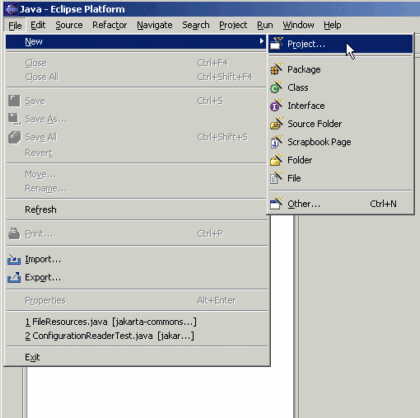 Java - Eclipse Platform
File Edit Source Refactor Navigate Search Project Run Window Help
New
Project...
Close Ctrl+F4
Close All Ctrl+Shift+F4
Save Ctrl+S
Save As...
Save All Ctrl+Shift+S
Revert
Move...
Rename...
Refresh
Print... Ctrl+P
Import...
Export...
Properties Alt+Enter
1 FileResources.java [jakarta-commons...]
2 ConfigurationReaderTest.java [jakar...]
Exit
Package
Class
Interface
Source Folder
Scrapbook Page
Folder
File
Other... Ctrl+N